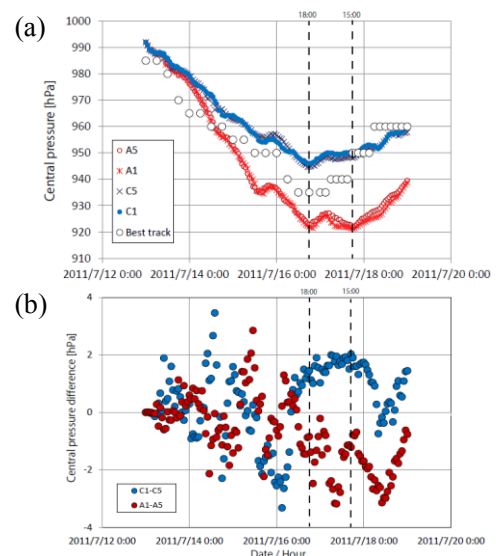 (a)
18:00 15:00
1000
990
980
970
960
950
940
930
920
910
Central pressure [hPa]
A5
A1
C5
C1
Best track
2011/7/12 0:00 2011/7/14 0:00 2011/7/16 0:00 2011/7/18 0:00 2011/7/20 0:00
(b)
18:00 15:00
4
2
0
-2
-4
Central pressure difference [hPa]
C1-C5
A1-A5
2011/7/12 0:00 2011/7/14 0:00 2011/7/16 0:00 2011/7/18 0:00 2011/7/20 0:00
Date / Hour